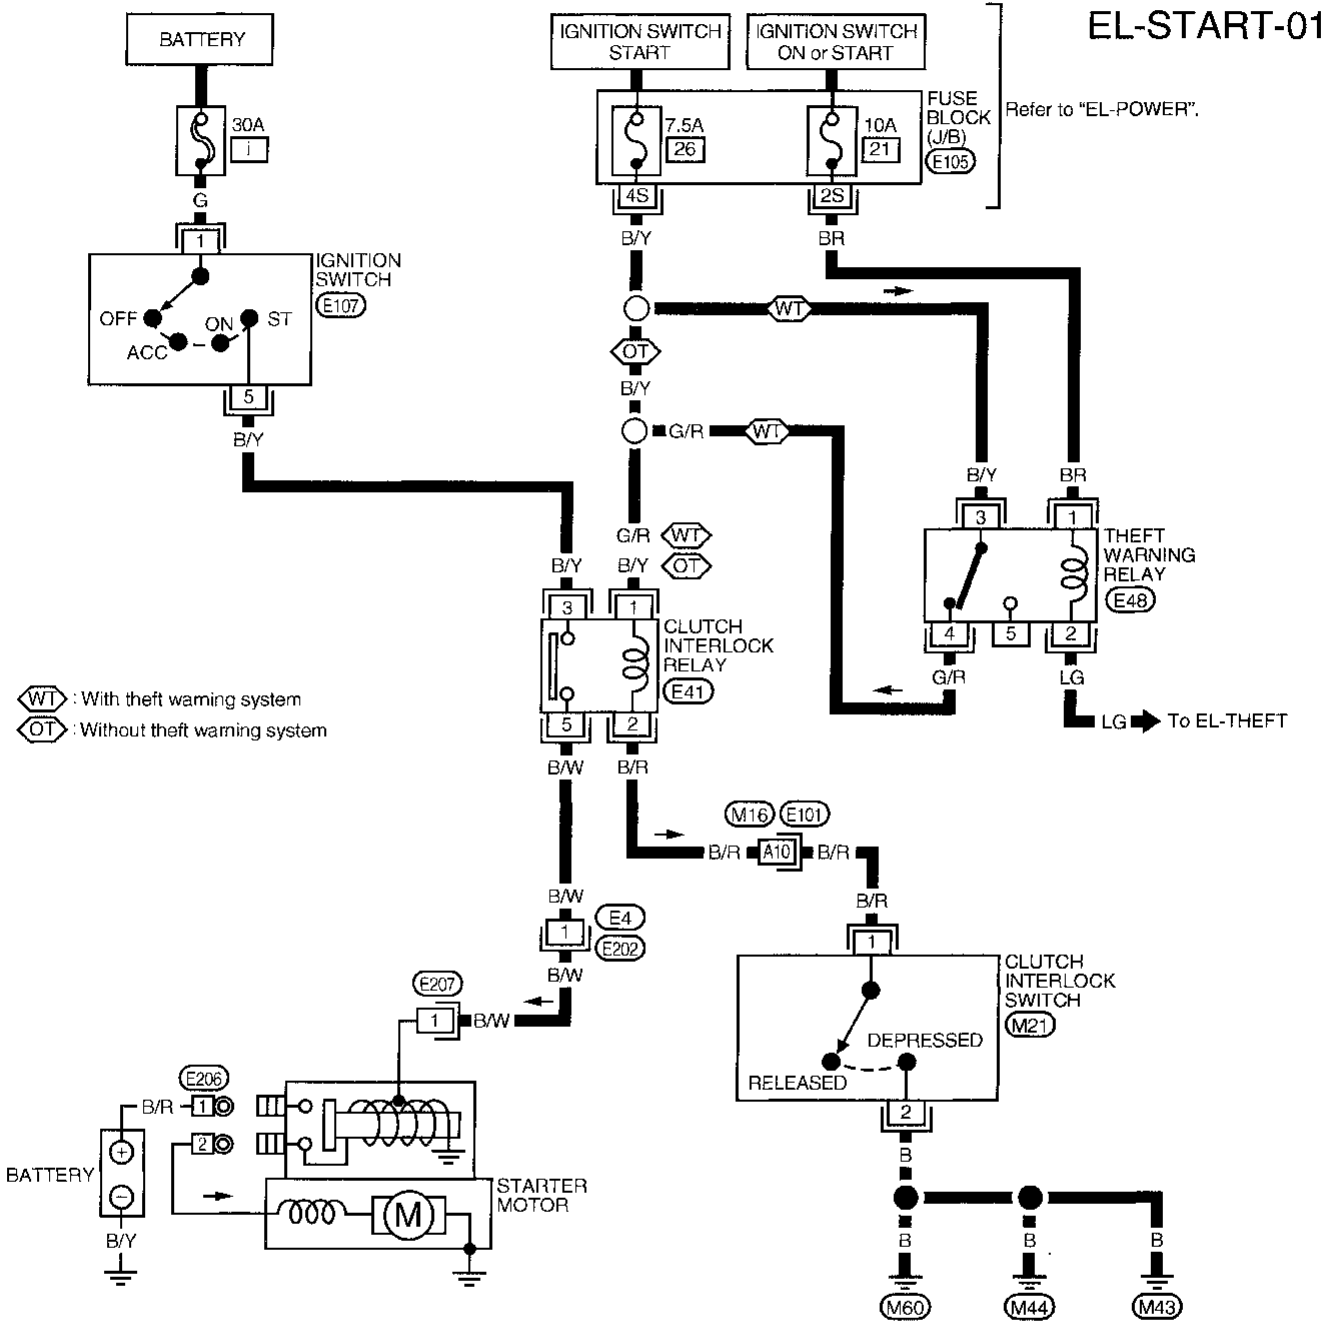 EL-START-01
BATTERY
IGNITION SWITCH
START
IGNITION SWITCH
ON or START
FUSE
BLOCK
(J/B)
E105
Refer to "EL-POWER".
30A
i
7.5A
26
10A
21
G
4S
2S
B/Y
BR
1
IGNITION
SWITCH
E107
OFF
ACC
ON
ST
WT
OT
B/Y
5
B/Y
G/R
WT
B/Y
BR
3
1
THEFT
WARNING
RELAY
E48
G/R
WT
B/Y
B/Y
OT
3
1
CLUTCH
INTERLOCK
RELAY
E41
4
5
2
G/R
LG
LG
To EL-THEFT
WT : With theft warning system
OT : Without theft warning system
5
2
B/W
B/R
M16
E101
B/R
A10
B/R
B/W
B/R
1
E4
E202
B/W
1
CLUTCH
INTERLOCK
SWITCH
M21
DEPRESSED
RELEASED
2
E207
1
B/W
E206
B/R
1
2
BATTERY
+
−
B/Y
STARTER
MOTOR
M
B
B
B
B
M60
M44
M43